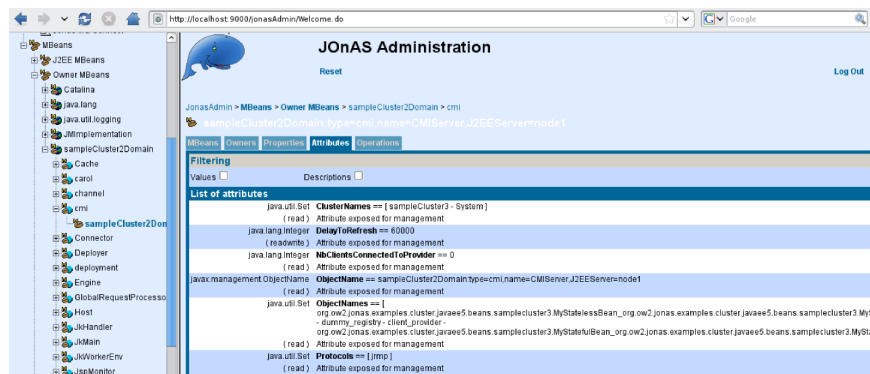 http://localhost:9000/jonasAdmin/Welcome.do
Google
MBeans
J2EE MBeans
Owner MBeans
Catalina
java.lang
java.util.logging
JMImplementation
sampleCluster2Domain
Cache
carol
channel
cmi
sampleCluster2Don
Connector
Deployer
deployment
Engine
GlobalRequestProcesso
Host
JkHandler
JkMain
JkWorkerEnv
JspMonitor
JOnAS Administration
Reset
Log Out
JonasAdmin > MBeans > Owner MBeans > sampleCluster2Domain > cmi
sampleCluster2Domain:type=cmi,name=CMIServer,J2EEServer=node1
MBeans Owners Properties Attributes Operations
Filtering
Values Descriptions
List of attributes
java.util.Set ClusterNames == [ sampleCluster3 - System ]
( read ) Attribute exposed for management
java.lang.Integer DelayToRefresh == 60000
( readwrite ) Attribute exposed for management
java.lang.Integer NbClientsConnectedToProvider == 0
( read ) Attribute exposed for management
javax.management.ObjectName ObjectName == sampleCluster2Domain:type=cmi,name=CMIServer,J2EEServer=node1
( read ) Attribute exposed for management
java.util.Set ObjectNames == [
org.ow2.jonas.examples.cluster.javaee5.beans.samplecluster3.MyStatelessBean_org.ow2.jonas.examples.cluster.javaee5.beans.samplecluster3.MyS
- dummy_registry - client_provider -
org.ow2.jonas.examples.cluster.javaee5.beans.samplecluster3.MyStatefulBean_org.ow2.jonas.examples.cluster.javaee5.beans.samplecluster3.MySta
( read ) Attribute exposed for management
java.util.Set Protocols == [ jrmp ]
( read ) Attribute exposed for management